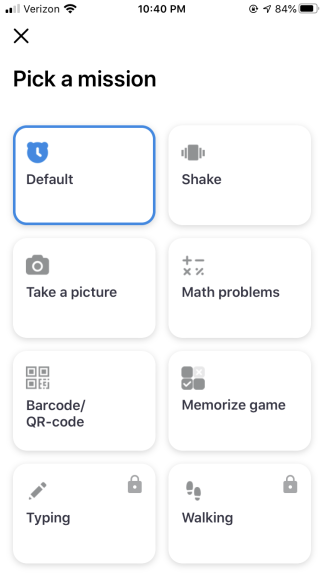 Verizon 10:40 PM 84%
Pick a mission
Default
Shake
Take a picture
Math problems
Barcode/
QR-code
Memorize game
Typing
Walking